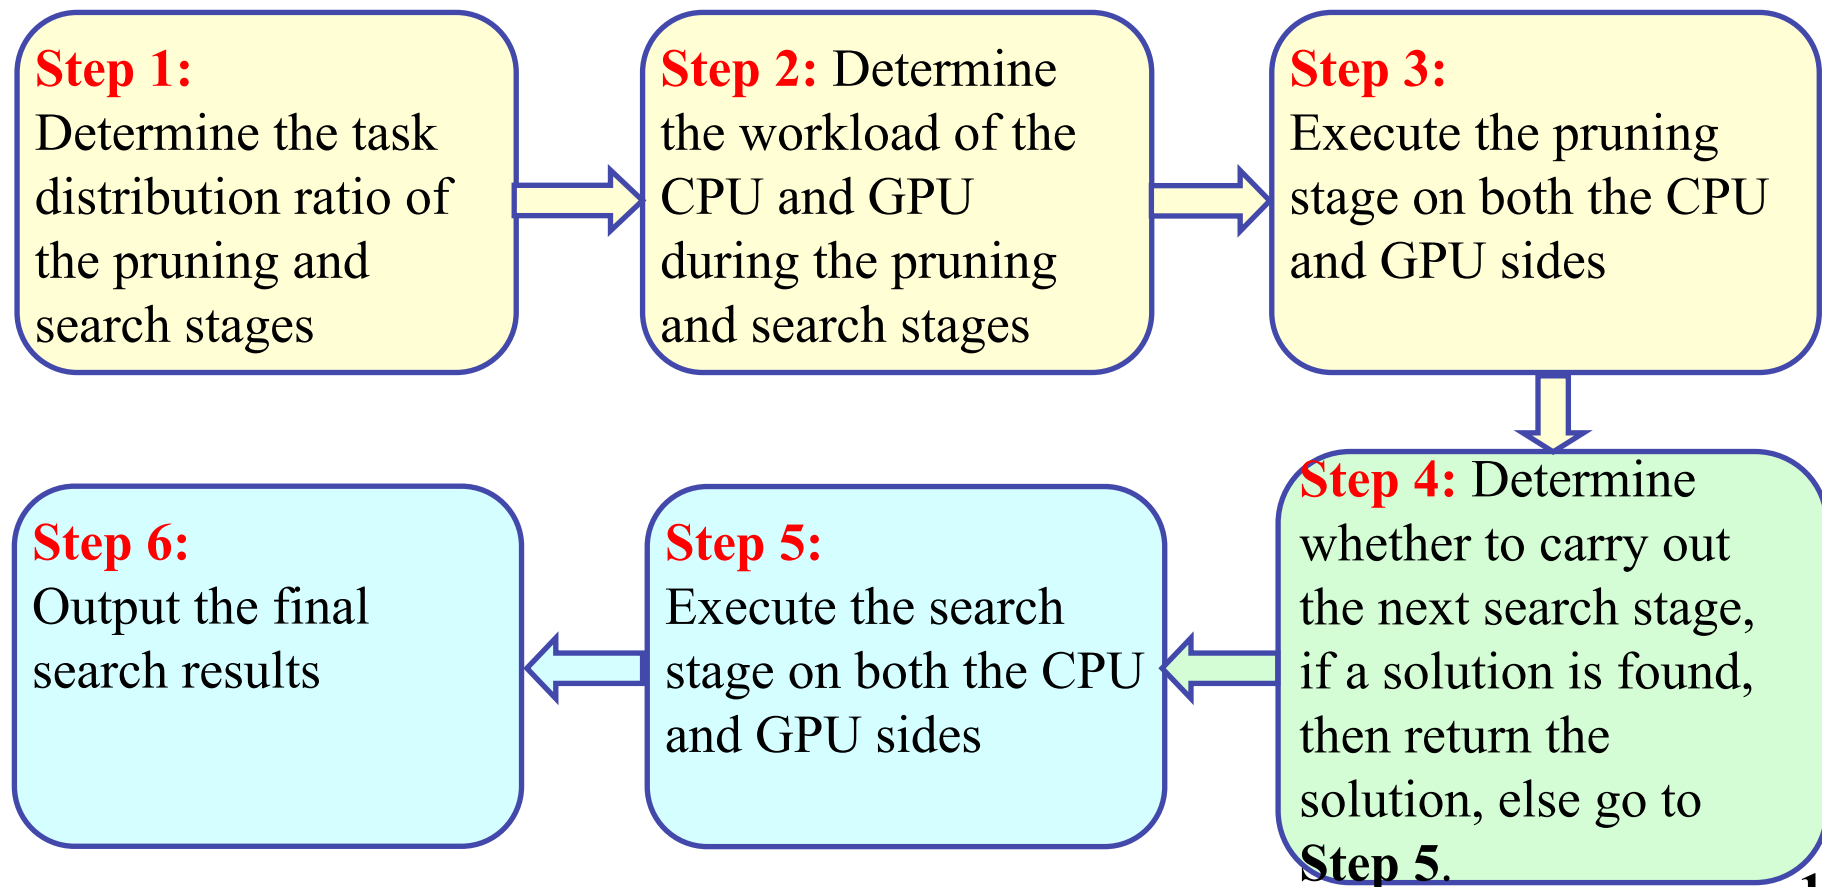 Step 1:
Determine the task
distribution ratio of
the pruning and
search stages
Step 2: Determine
the workload of the
CPU and GPU
during the pruning
and search stages
Step 3:
Execute the pruning
stage on both the CPU
and GPU sides
Step 4: Determine
whether to carry out
the next search stage,
if a solution is found,
then return the
solution, else go to
Step 5.
Step 5:
Execute the search
stage on both the CPU
and GPU sides
Step 6:
Output the final
search results